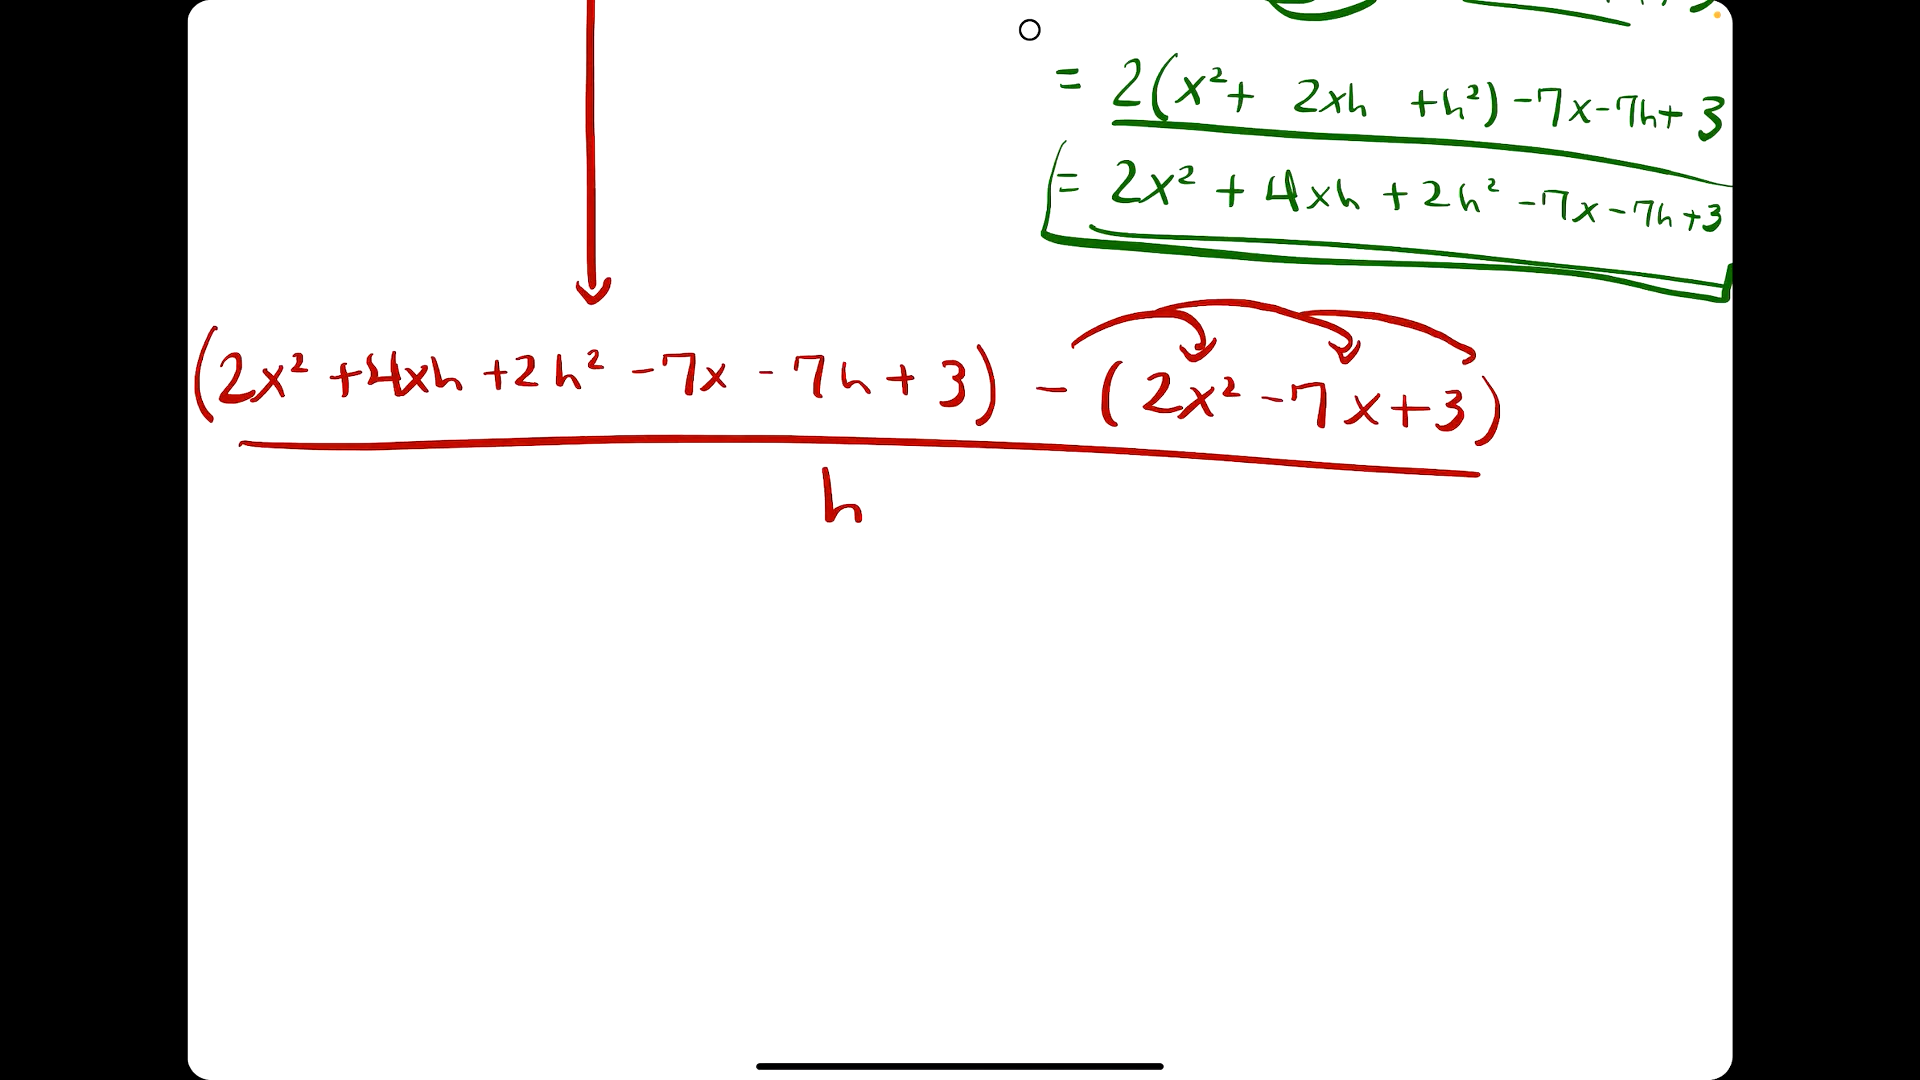 = 2(x² + 2xh + h²) - 7x - 7h + 3
= 2x² + 4xh + 2h² - 7x - 7h + 3
(2x² + 4xh + 2h² - 7x - 7h + 3) - (2x² - 7x + 3)
h